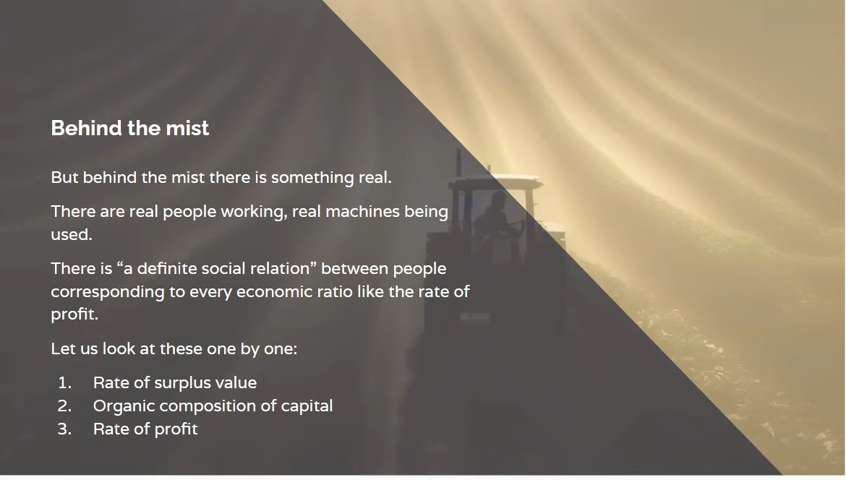 Behind the mist
But behind the mist there is something real.
There are real people working, real machines being
used.
There is “a definite social relation” between people
corresponding to every economic ratio like the rate of
profit.
Let us look at these one by one:
1. Rate of surplus value
2. Organic composition of capital
3. Rate of profit